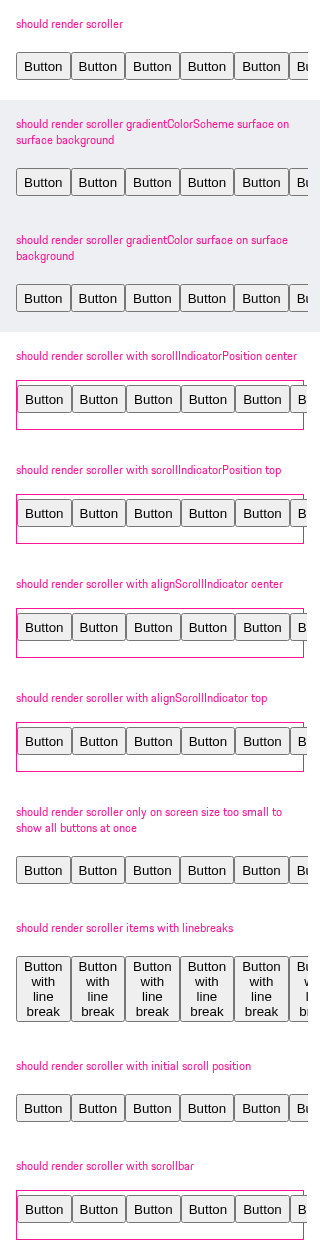 should render scroller
Button Button Button Button Button Bu
should render scroller gradientColorScheme surface on
surface background
Button Button Button Button Button Bu
should render scroller gradientColor surface on surface
background
Button Button Button Button Button Bu
should render scroller with scrollIndicatorPosition center
Button Button Button Button Button B
should render scroller with scrollIndicatorPosition top
Button Button Button Button Button B
should render scroller with alignScrollIndicator center
Button Button Button Button Button B
should render scroller with alignScrollIndicator top
Button Button Button Button Button B
should render scroller only on screen size too small to
show all buttons at once
Button Button Button Button Button Bu
should render scroller items with linebreaks
Button Button Button Button Button Bu
with with with with with w
line line line line line l
break break break break break br
should render scroller with initial scroll position
Button Button Button Button Button Bu
should render scroller with scrollbar
Button Button Button Button Button B